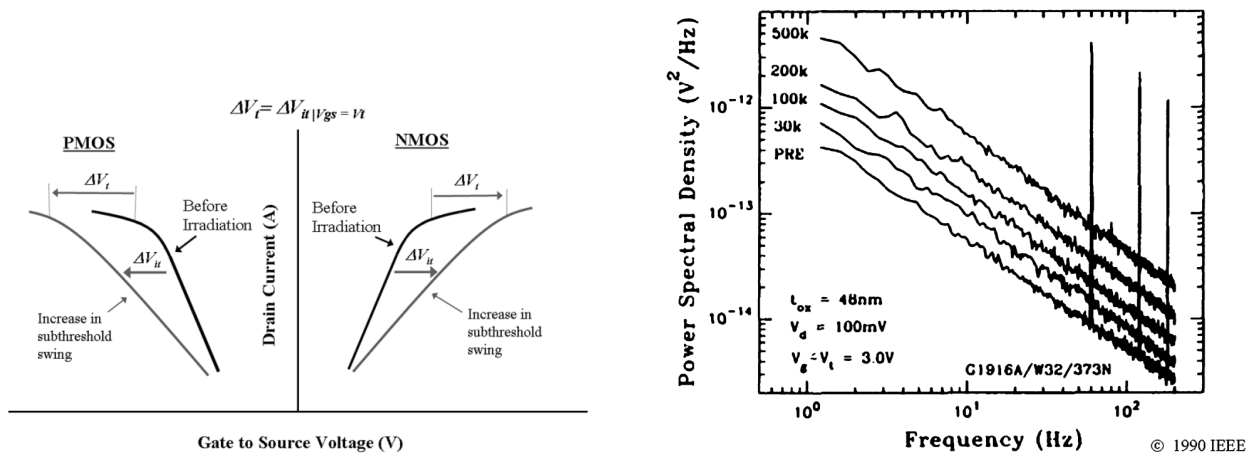 ΔVt= ΔVit|Vgs = Vt
PMOS
NMOS
ΔVt
ΔVt
Before
Irradiation
Before
Irradiation
ΔVit
ΔVit
Drain Current (A)
Increase in
subthreshold
swing
Increase in
subthreshold
swing
Gate to Source Voltage (V)
Power Spectral Density (V²/Hz)
10⁻¹²
10⁻¹³
10⁻¹⁴
500k
200k
100k
30k
PRE
tox = 48nm
Vd = 100mV
Vg-Vt = 3.0V
G1916A/W32/373N
10⁰
10¹
10²
Frequency (Hz)
© 1990 IEEE